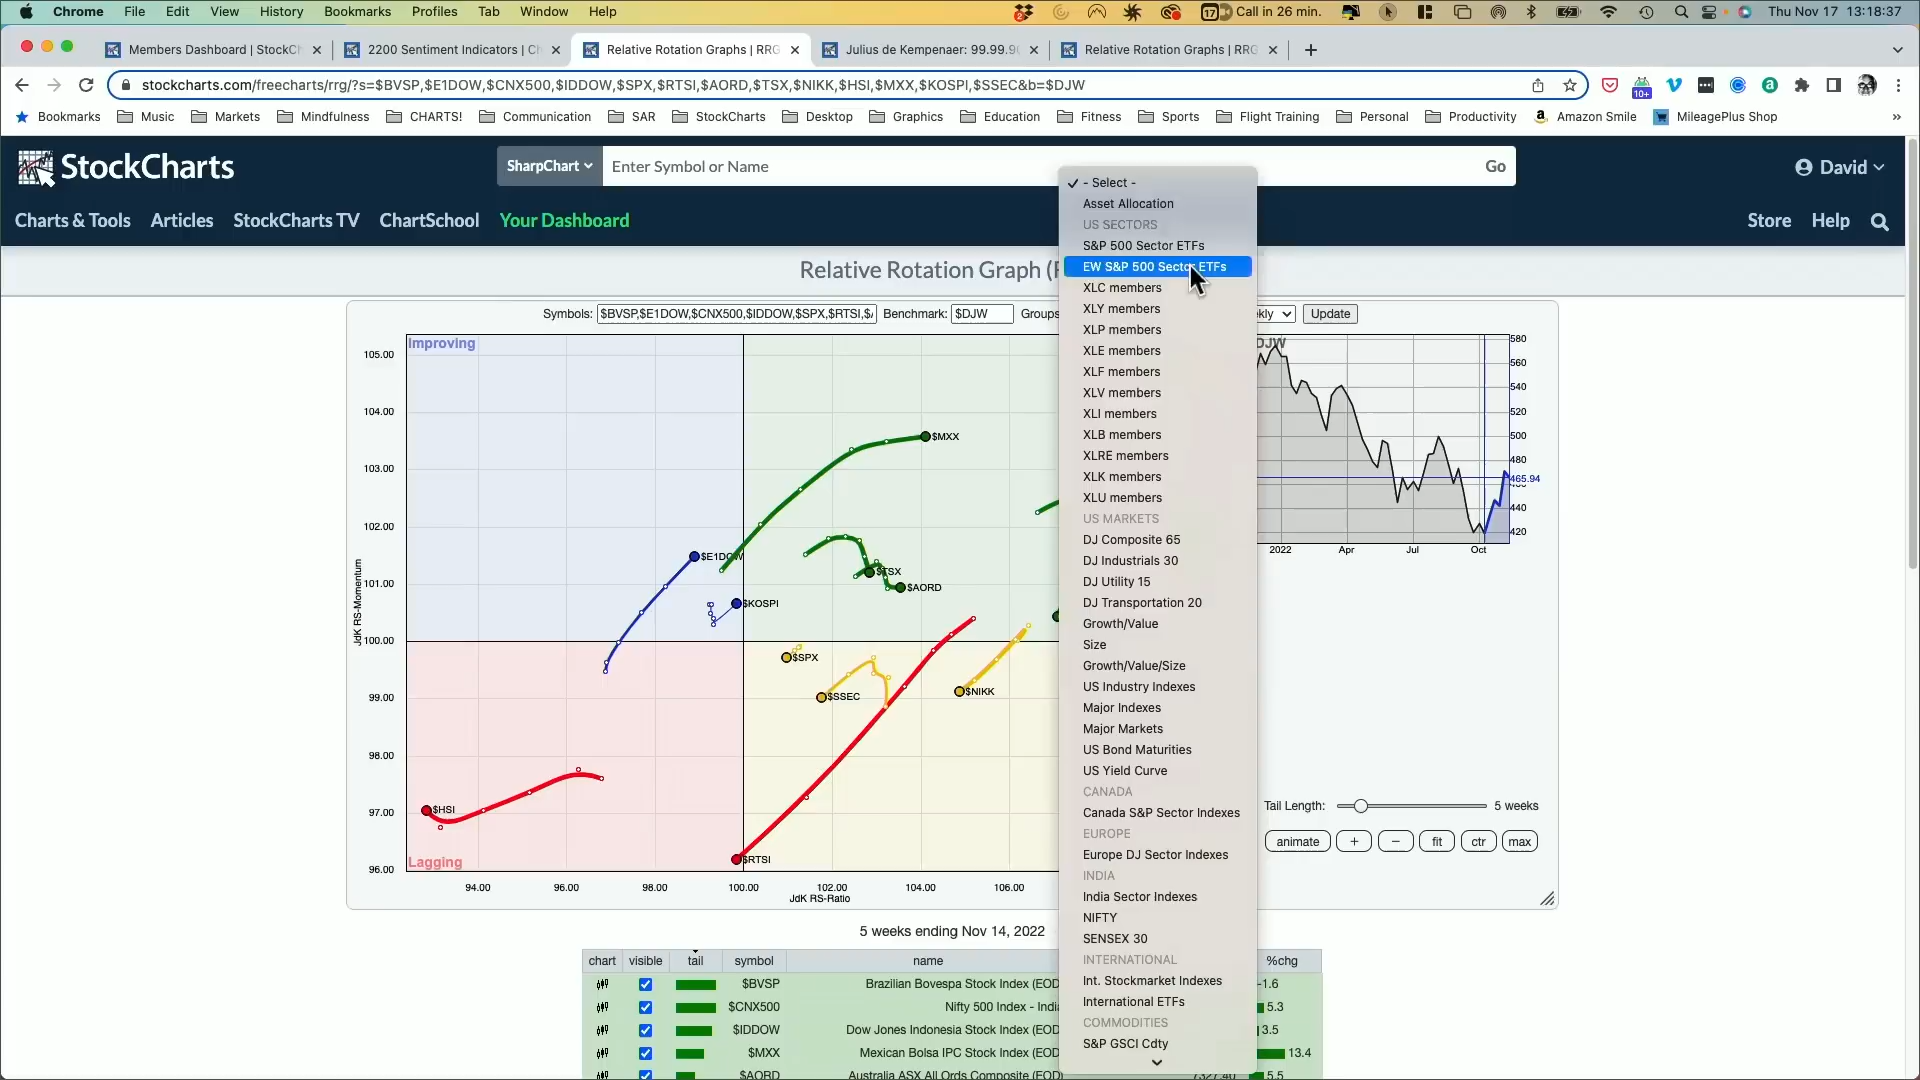 Chrome File Edit View History Bookmarks Profiles Tab Window Help 2 17 Call in 26 min. Thu Nov 17 13:18:37
Members Dashboard | StockCh 2200 Sentiment Indicators | Ch Relative Rotation Graphs | RRG Julius de Kempenaer: 99.99.90 Relative Rotation Graphs | RRG
stockcharts.com/freecharts/rrg/?s=$BVSP,$E1DOW,$CNX500,$IDDOW,$SPX,$RTSI,$AORD,$TSX,$NIKK,$HSI,$MXX,$KOSPI,$SSEC&b=$DJW 10+
Bookmarks Music Markets Mindfulness CHARTS! Communication SAR StockCharts Desktop Graphics Education Fitness Sports Flight Training Personal Productivity Amazon Smile MileagePlus Shop »
StockCharts SharpChart Enter Symbol or Name Go David
Charts & Tools Articles StockCharts TV ChartSchool Your Dashboard Store Help
Relative Rotation Graph (
Symbols: $BVSP,$E1DOW,$CNX500,$IDDOW,$SPX,$RTSI,$ Benchmark: $DJW Groups kly Update
- Select -
Asset Allocation
US SECTORS
S&P 500 Sector ETFs
EW S&P 500 Sector ETFs
XLC members
XLY members
XLP members
XLE members
XLF members
XLV members
XLI members
XLB members
XLRE members
XLK members
XLU members
US MARKETS
DJ Composite 65
DJ Industrials 30
DJ Utility 15
DJ Transportation 20
Growth/Value
Size
Growth/Value/Size
US Industry Indexes
Major Indexes
Major Markets
US Bond Maturities
US Yield Curve
CANADA
Canada S&P Sector Indexes
EUROPE
Europe DJ Sector Indexes
INDIA
India Sector Indexes
NIFTY
SENSEX 30
INTERNATIONAL
Int. Stockmarket Indexes
International ETFs
COMMODITIES
S&P GSCI Cdty
Improving
Lagging
105.00
104.00
103.00
102.00
101.00
100.00
99.00
98.00
97.00
96.00
JdK RS-Momentum
$MXX
$E1DOW
$TSX
$AORD
$KOSPI
$SPX
$SSEC
$NIKK
$HSI
$RTSI
94.00 96.00 98.00 100.00 102.00 104.00 106.00
JdK RS-Ratio
DJW
580
560
540
520
500
480
465.94
440
420
2022 Apr Jul Oct
Tail Length: 5 weeks
animate + − fit ctr max
5 weeks ending Nov 14, 2022
chart visible tail symbol name %chg
$BVSP Brazilian Bovespa Stock Index (EOD -1.6
$CNX500 Nifty 500 Index - India 5.3
$IDDOW Dow Jones Indonesia Stock Index (EOD 3.5
$MXX Mexican Bolsa IPC Stock Index (EOD 13.4
$AORD Australia ASX All Ords Composite (EOD 7327.40 5.5